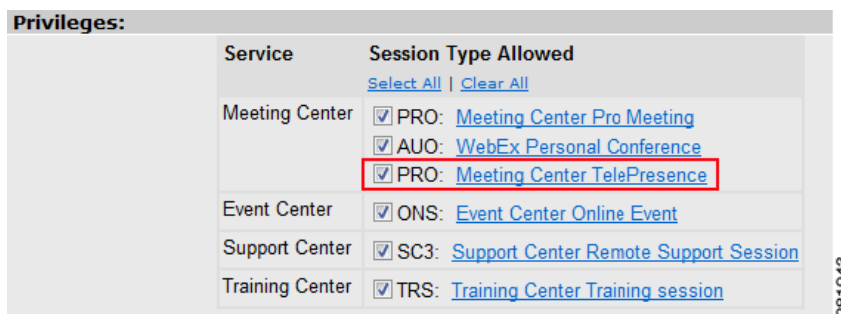 Privileges:
Service Session Type Allowed
Select All | Clear All
Meeting Center PRO: Meeting Center Pro Meeting
AUO: WebEx Personal Conference
PRO: Meeting Center TelePresence
Event Center ONS: Event Center Online Event
Support Center SC3: Support Center Remote Support Session
Training Center TRS: Training Center Training session